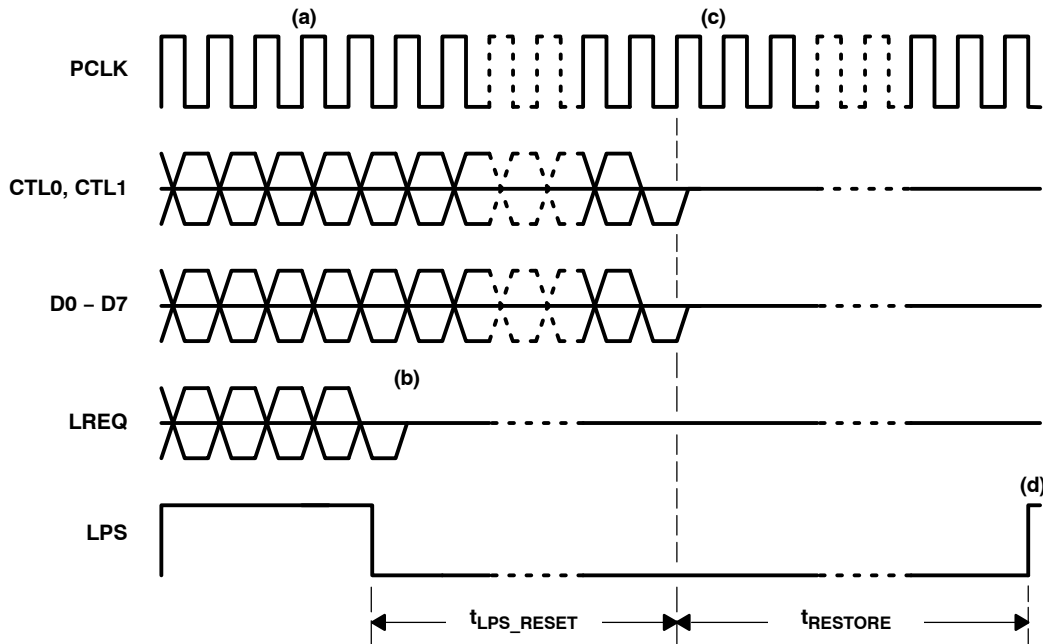 (a)
(c)
PCLK
CTL0, CTL1
D0 – D7
(b)
LREQ
(d)
LPS
tLPS_RESET
tRESTORE